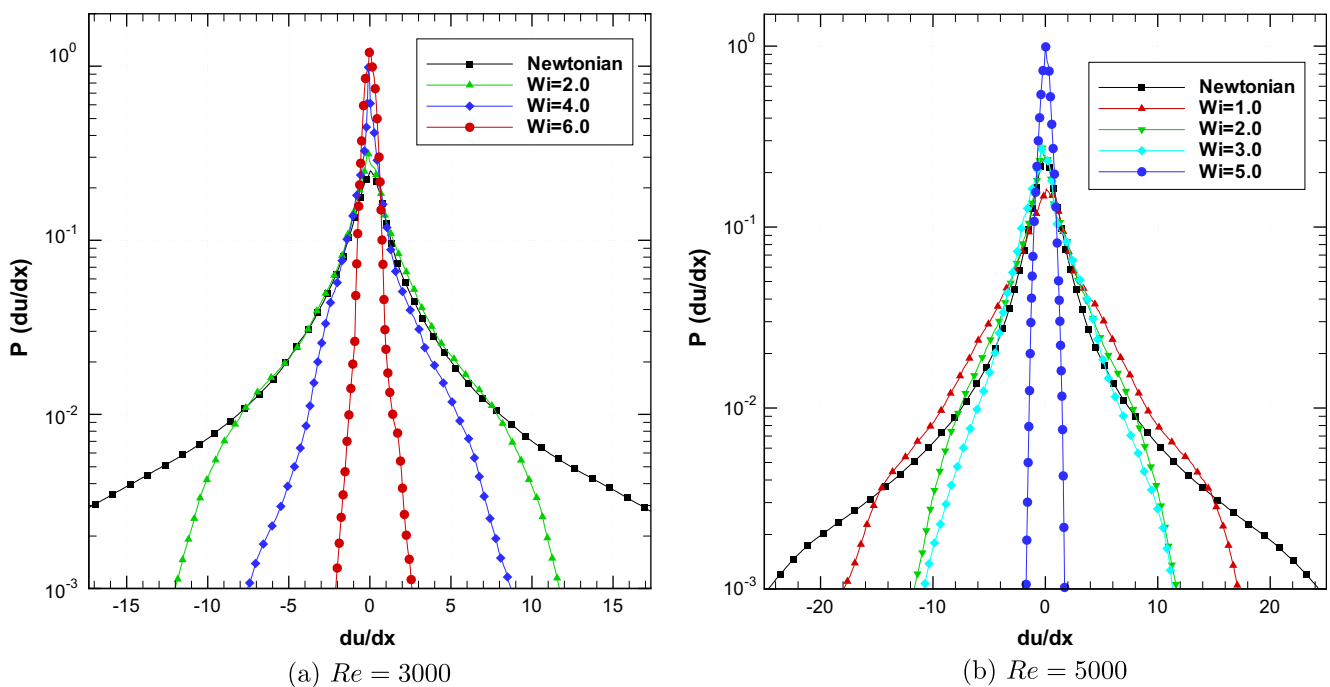 Newtonian
Wi=2.0
Wi=4.0
Wi=6.0
P (du/dx)
10^0
10^-1
10^-2
10^-3
-15 -10 -5 0 5 10 15
du/dx
(a) Re = 3000
Newtonian
Wi=1.0
Wi=2.0
Wi=3.0
Wi=5.0
P (du/dx)
10^0
10^-1
10^-2
10^-3
-20 -10 0 10 20
du/dx
(b) Re = 5000